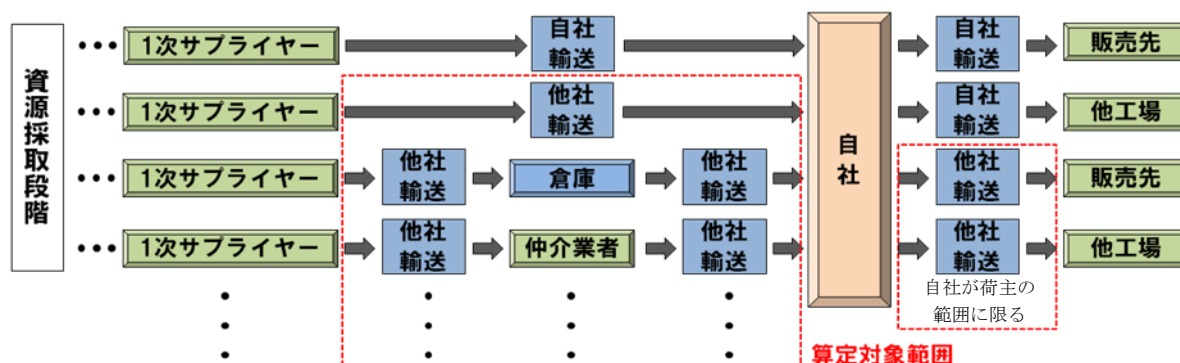 資源採取段階
・・・ 1次サプライヤー 自社輸送 自社輸送 販売先
・・・ 1次サプライヤー 他社輸送 自社輸送 他工場
自社
・・・ 1次サプライヤー 他社輸送 倉庫 他社輸送 他社輸送 販売先
・・・ 1次サプライヤー 他社輸送 仲介業者 他社輸送 他社輸送 他工場
自社が荷主の
範囲に限る
算定対象範囲